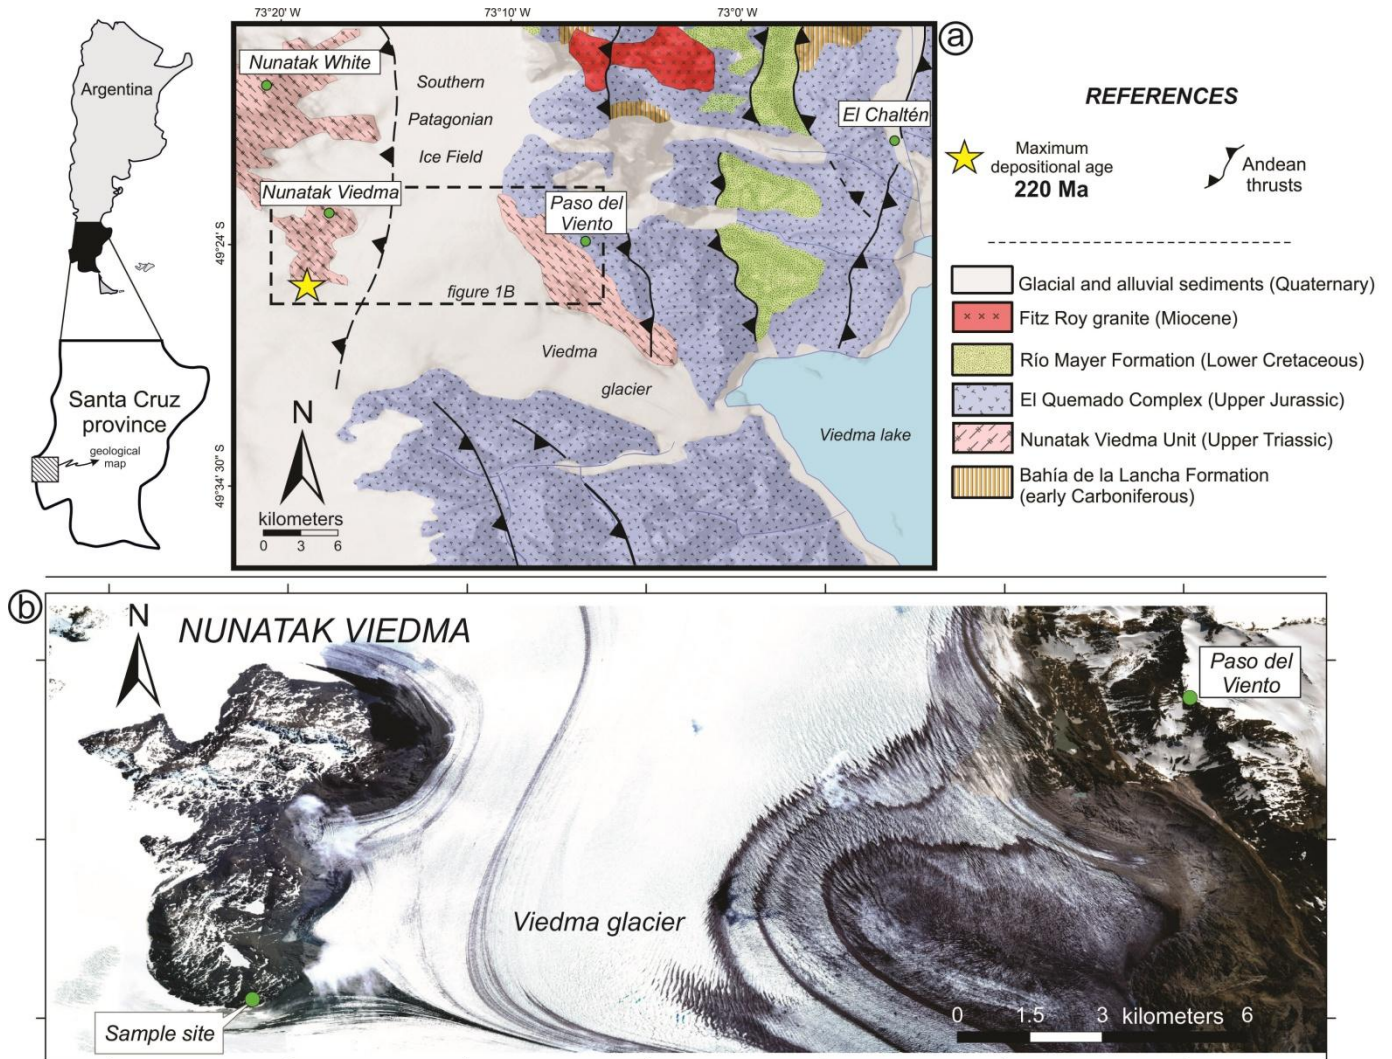 73°20' W
73°10' W
73°0' W
a
Argentina
Nunatak White
Southern
Patagonian
Ice Field
El Chaltén
Nunatak Viedma
Paso del
Viento
49°24' S
figure 1B
Viedma
glacier
Viedma lake
49°34' 30" S
N
kilometers
0 3 6
Santa Cruz
province
geological
map
REFERENCES
Maximum
depositional age
220 Ma
Andean
thrusts
Glacial and alluvial sediments (Quaternary)
Fitz Roy granite (Miocene)
Río Mayer Formation (Lower Cretaceous)
El Quemado Complex (Upper Jurassic)
Nunatak Viedma Unit (Upper Triassic)
Bahía de la Lancha Formation
(early Carboniferous)
b
N
NUNATAK VIEDMA
Paso del
Viento
Viedma glacier
Sample site
0 1.5 3 kilometers 6